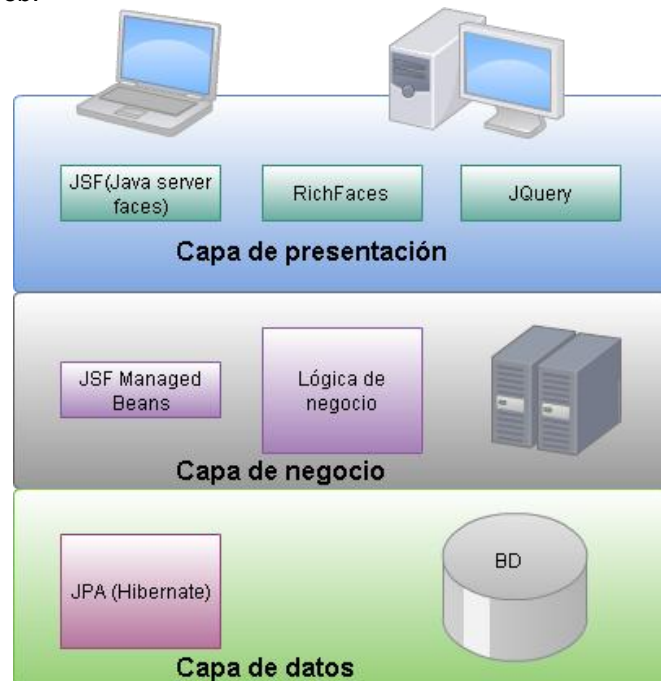 JSF(Java server
faces)
RichFaces
JQuery
Capa de presentación
JSF Managed
Beans
Lógica de
negocio
Capa de negocio
JPA (Hibernate)
BD
Capa de datos